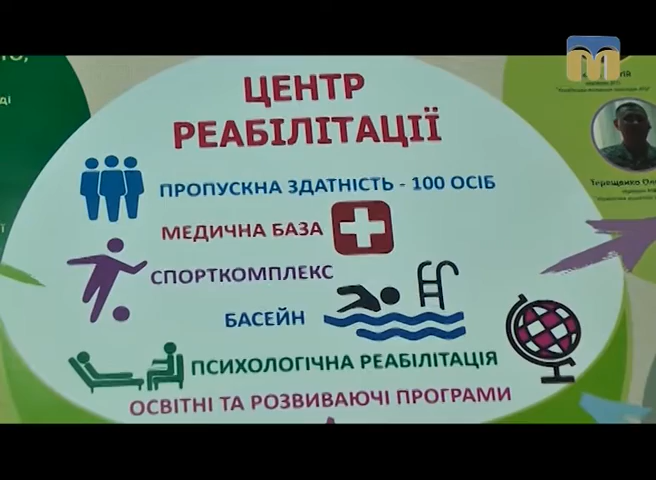 ЦЕНТР
РЕАБІЛІТАЦІЇ
ПРОПУСКНА ЗДАТНІСТЬ - 100 ОСІБ
МЕДИЧНА БАЗА
СПОРТКОМПЛЕКС
БАСЕЙН
ПСИХОЛОГІЧНА РЕАБІЛІТАЦІЯ
ОСВІТНІ ТА РОЗВИВАЮЧІ ПРОГРАМИ